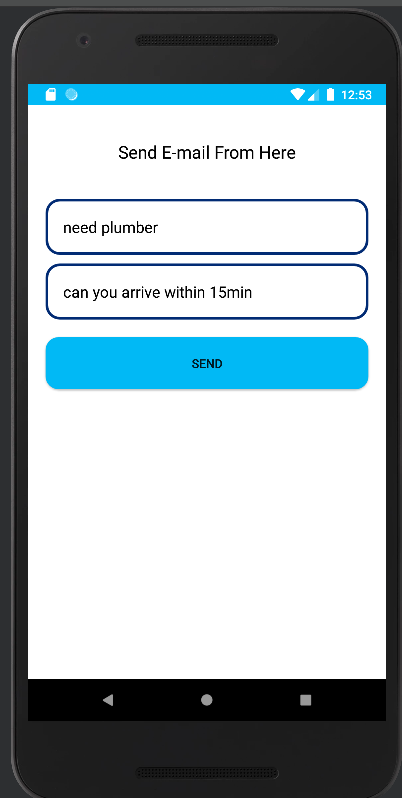 12:53
Send E-mail From Here
need plumber
can you arrive within 15min
SEND